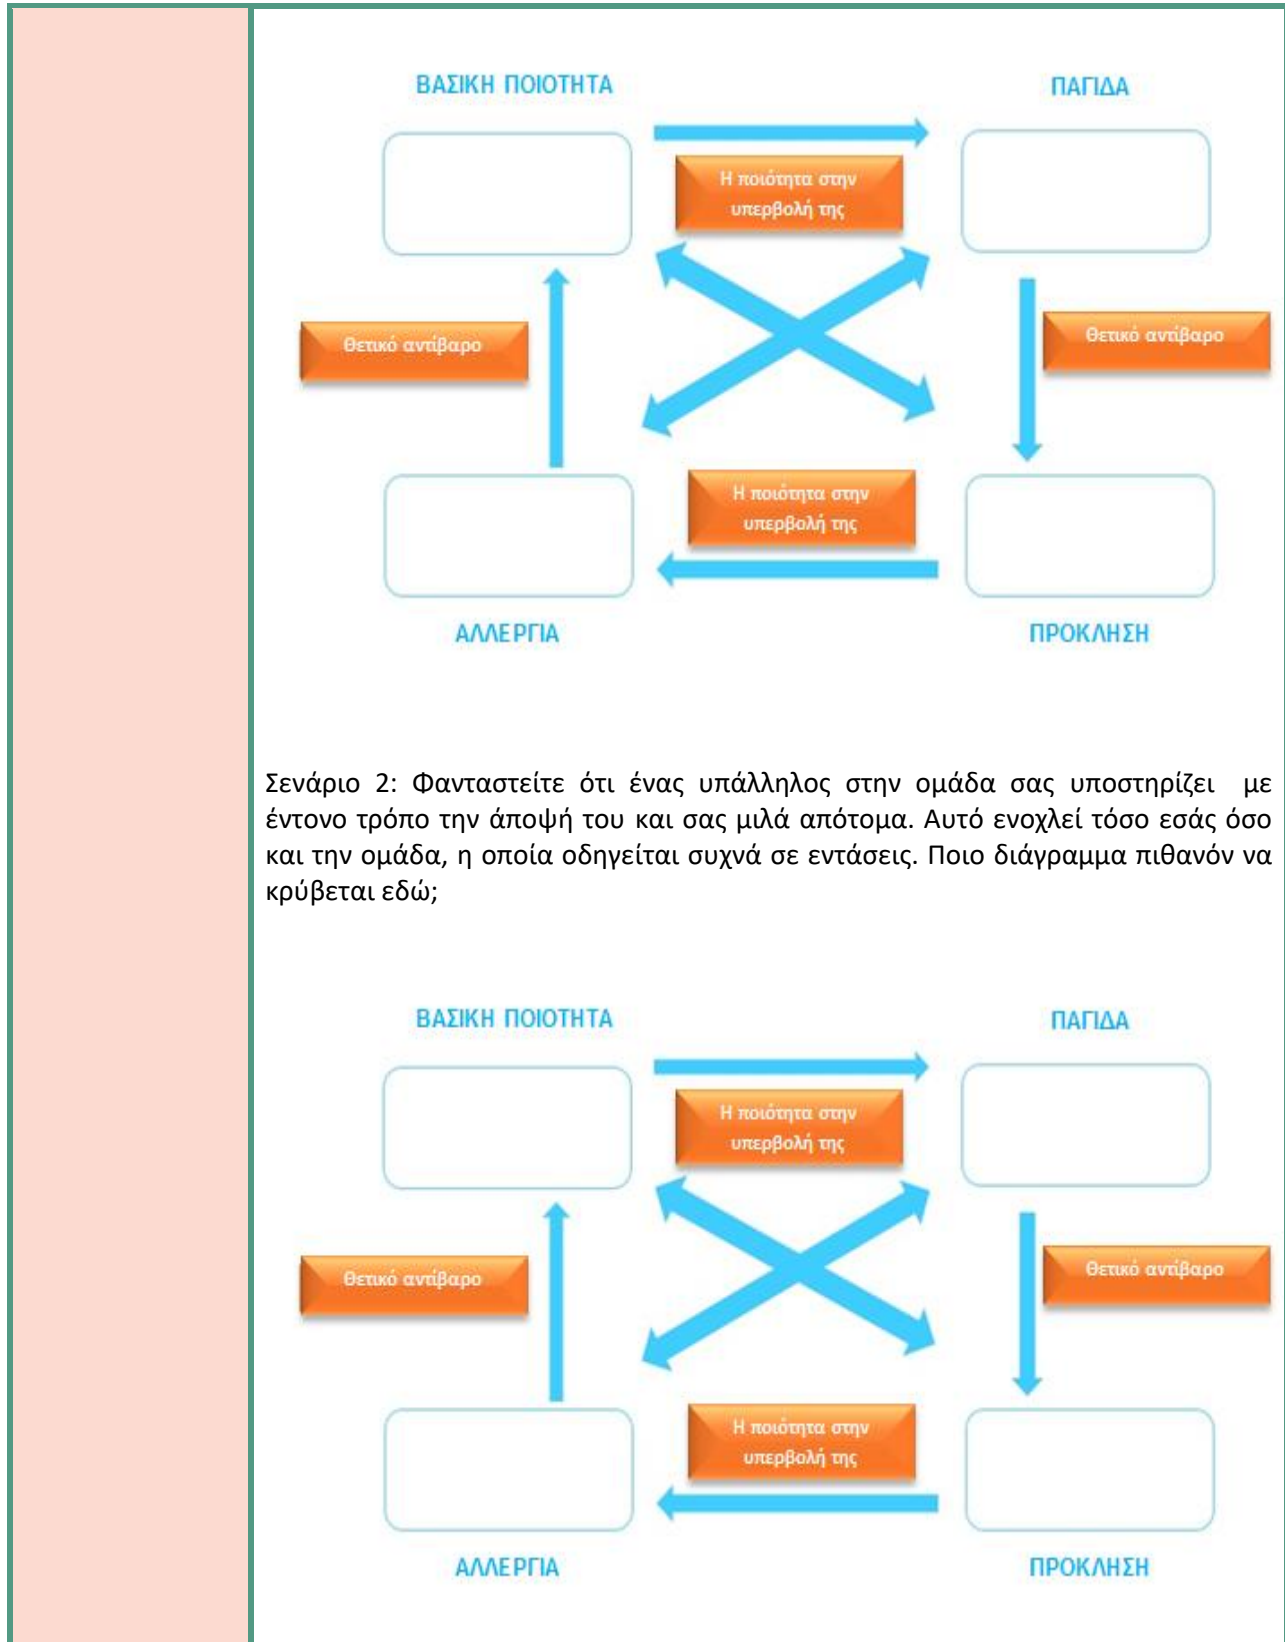 ΒΑΣΙΚΗ ΠΟΙΟΤΗΤΑ
ΠΑΓΙΔΑ
Η ποιότητα στην
υπερβολή της
Θετικό αντίβαρο
Θετικό αντίβαρο
Η ποιότητα στην
υπερβολή της
ΑΛΛΕΡΓΙΑ
ΠΡΟΚΛΗΣΗ
Σενάριο 2: Φανταστείτε ότι ένας υπάλληλος στην ομάδα σας υποστηρίζει με
έντονο τρόπο την άποψή του και σας μιλά απότομα. Αυτό ενοχλεί τόσο εσάς όσο
και την ομάδα, η οποία οδηγείται συχνά σε εντάσεις. Ποιο διάγραμμα πιθανόν να
κρύβεται εδώ;
ΒΑΣΙΚΗ ΠΟΙΟΤΗΤΑ
ΠΑΓΙΔΑ
Η ποιότητα στην
υπερβολή της
Θετικό αντίβαρο
Θετικό αντίβαρο
Η ποιότητα στην
υπερβολή της
ΑΛΛΕΡΓΙΑ
ΠΡΟΚΛΗΣΗ